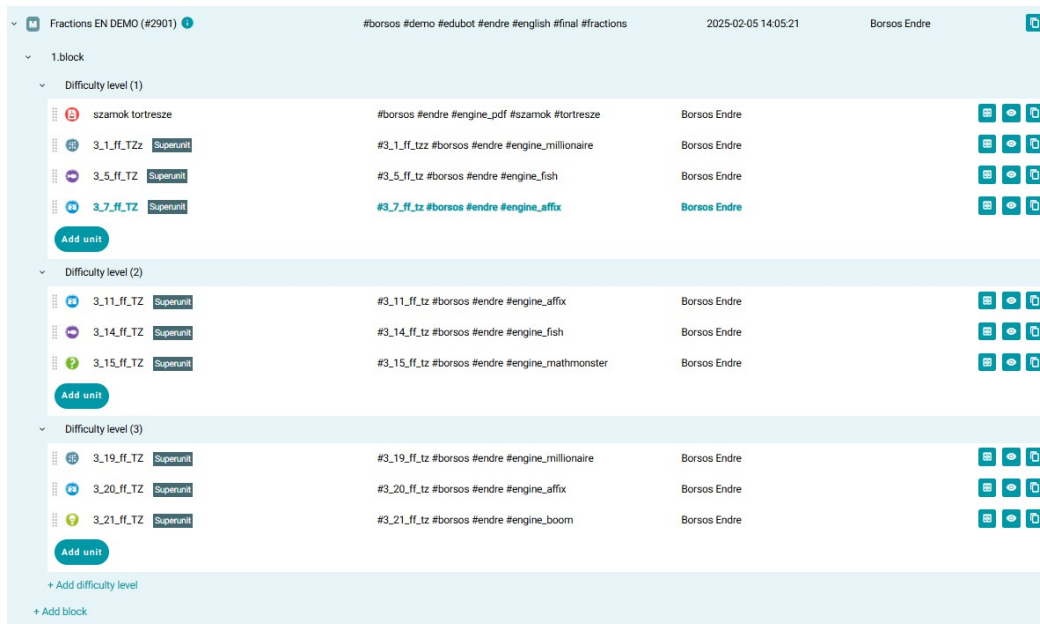 M Fractions EN DEMO (#2901) i #borsos #demo #edubot #endre #english #final #fractions 2025-02-05 14:05:21 Borsos Endre
1.block
Difficulty level (1)
szamok tortresze #borsos #endre #engine_pdf #szamok #tortresze Borsos Endre
3_1_ff_TZz Superunit #3_1_ff_tzz #borsos #endre #engine_millionaire Borsos Endre
3_5_ff_TZ Superunit #3_5_ff_tz #borsos #endre #engine_fish Borsos Endre
3_7_ff_TZ Superunit #3_7_ff_tz #borsos #endre #engine_affix Borsos Endre
Add unit
Difficulty level (2)
3_11_ff_TZ Superunit #3_11_ff_tz #borsos #endre #engine_affix Borsos Endre
3_14_ff_TZ Superunit #3_14_ff_tz #borsos #endre #engine_fish Borsos Endre
? 3_15_ff_TZ Superunit #3_15_ff_tz #borsos #endre #engine_mathmonster Borsos Endre
Add unit
Difficulty level (3)
3_19_ff_TZ Superunit #3_19_ff_tz #borsos #endre #engine_millionaire Borsos Endre
3_20_ff_TZ Superunit #3_20_ff_tz #borsos #endre #engine_affix Borsos Endre
3_21_ff_TZ Superunit #3_21_ff_tz #borsos #endre #engine_boom Borsos Endre
Add unit
+ Add difficulty level
+ Add block